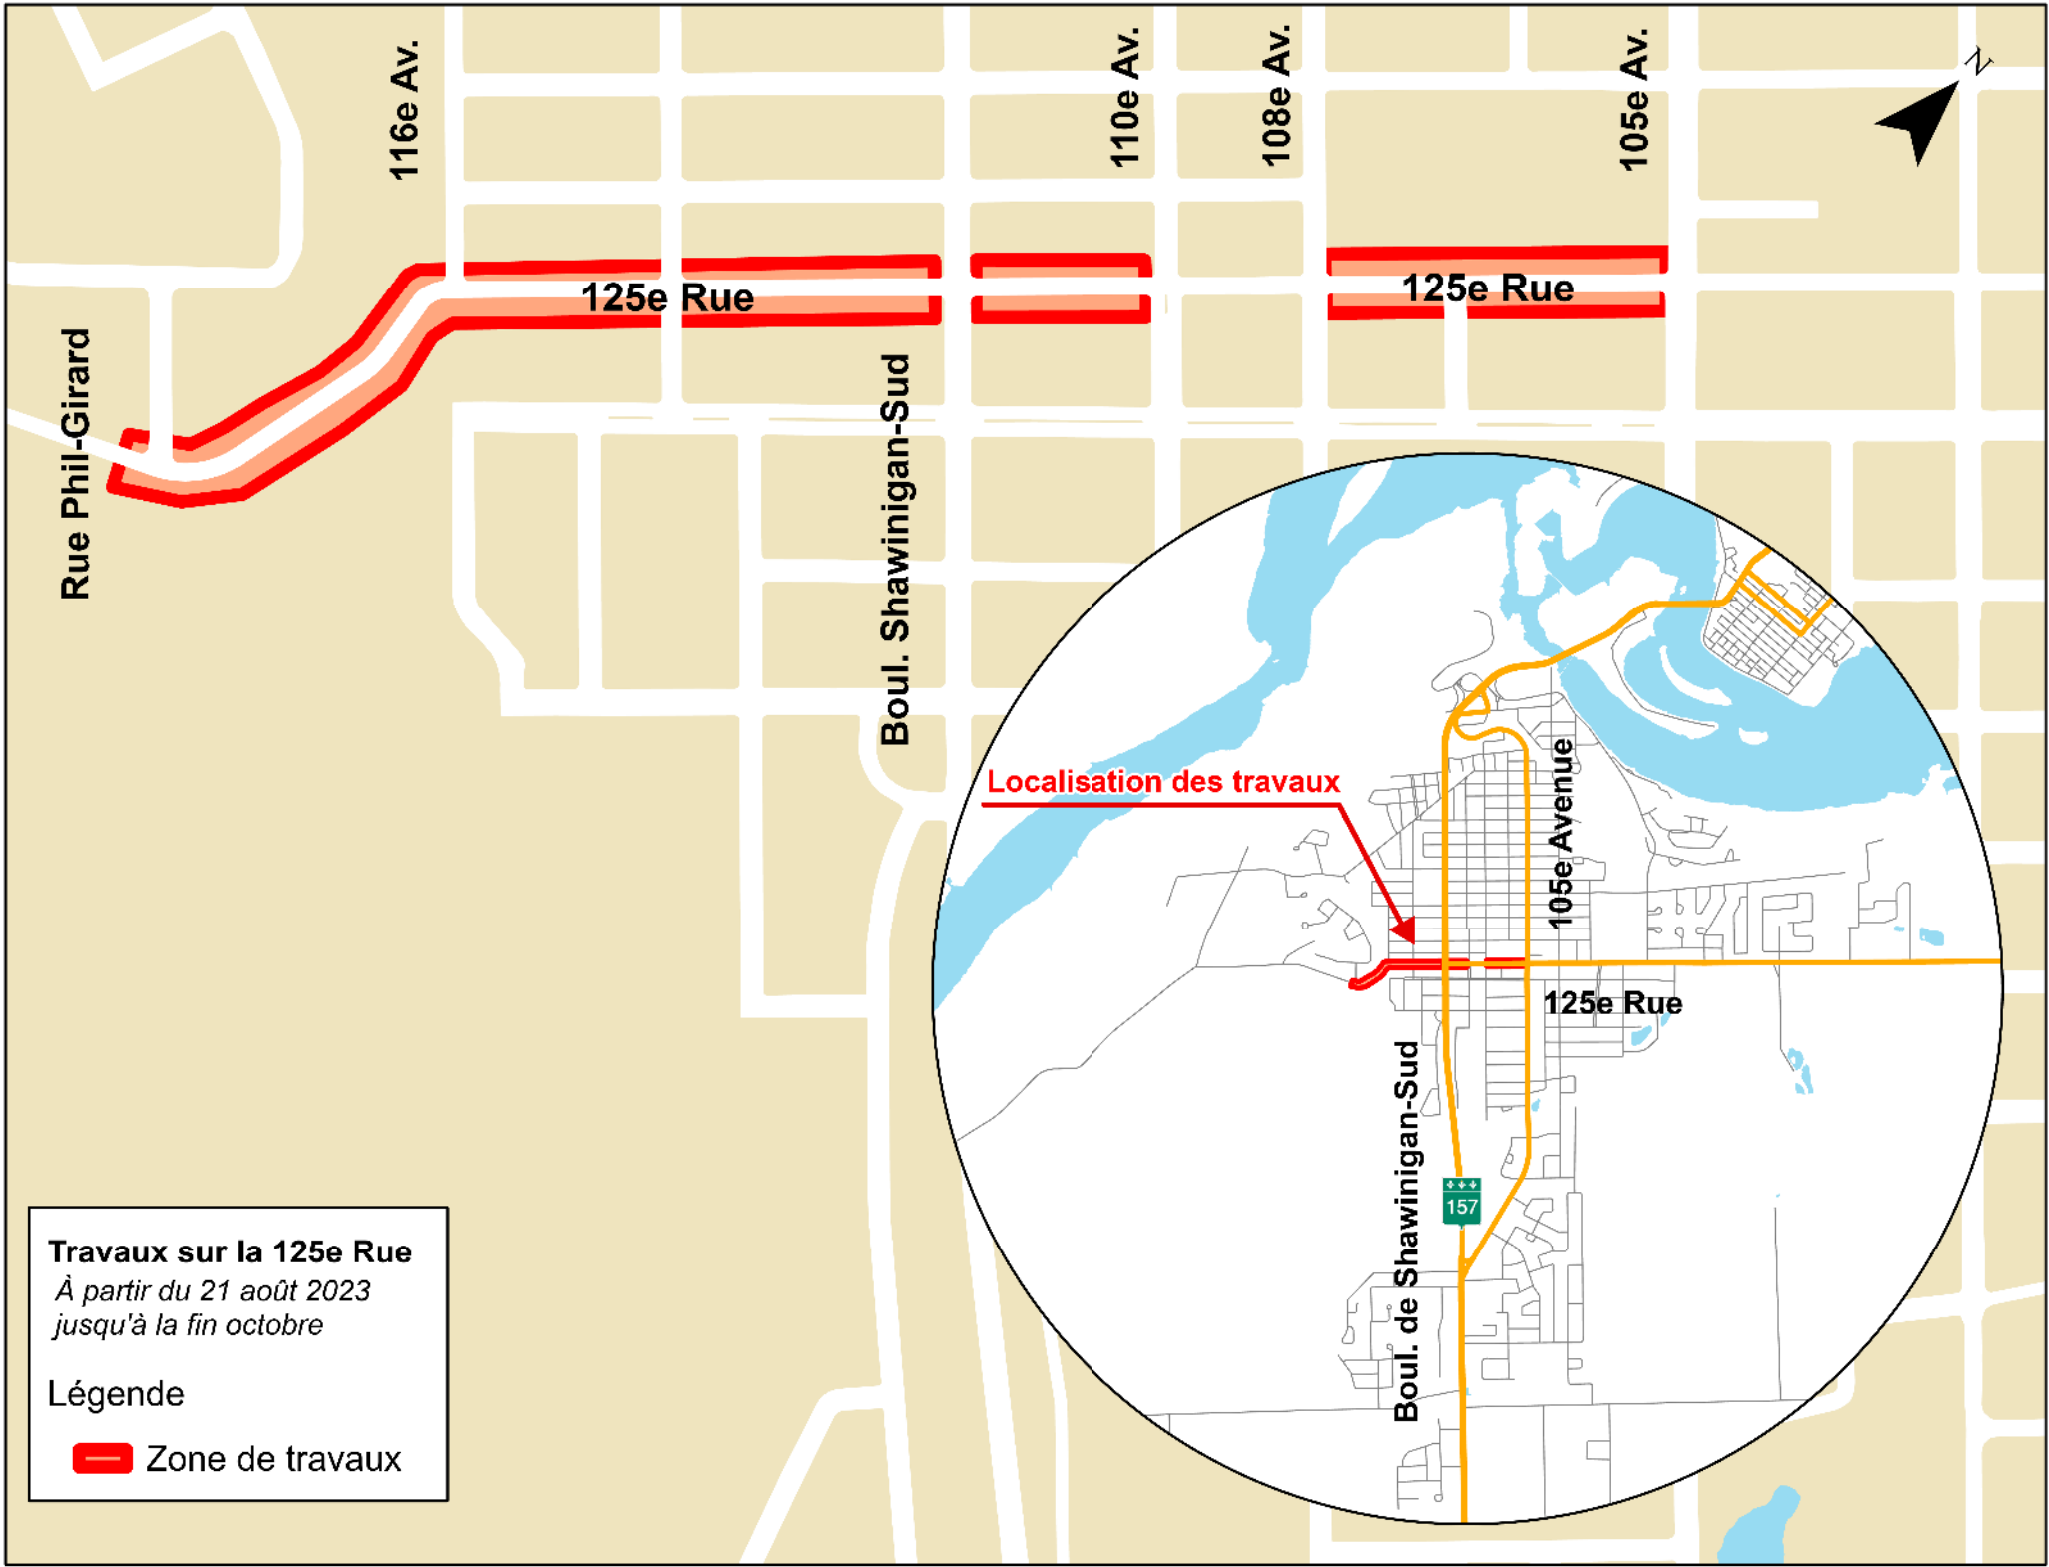 116e Av.
110e Av.
108e Av.
105e Av.
N
125e Rue
125e Rue
Rue Phil-Girard
Boul. Shawinigan-Sud
Localisation des travaux
105e Avenue
125e Rue
Boul. de Shawinigan-Sud
157
Travaux sur la 125e Rue
À partir du 21 août 2023
jusqu'à la fin octobre
Légende
Zone de travaux